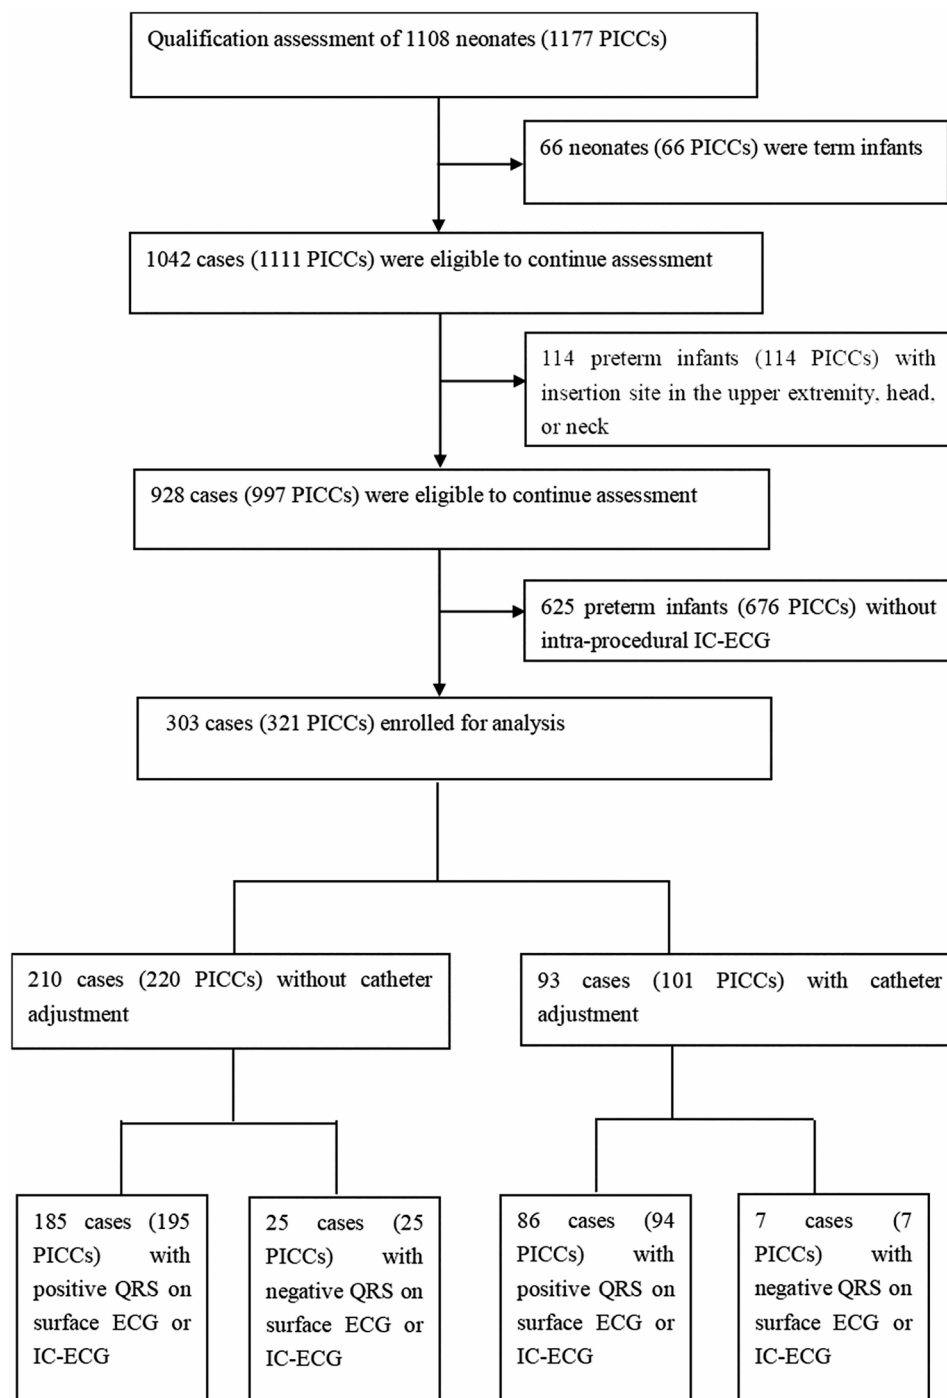 Qualification assessment of 1108 neonates (1177 PICCs)
66 neonates (66 PICCs) were term infants
1042 cases (1111 PICCs) were eligible to continue assessment
114 preterm infants (114 PICCs) with
insertion site in the upper extremity, head,
or neck
928 cases (997 PICCs) were eligible to continue assessment
625 preterm infants (676 PICCs) without
intra-procedural IC-ECG
303 cases (321 PICCs) enrolled for analysis
210 cases (220 PICCs) without catheter
adjustment
93 cases (101 PICCs) with catheter
adjustment
185 cases (195
PICCs) with
positive QRS on
surface ECG or
IC-ECG
25 cases (25
PICCs) with
negative QRS on
surface ECG or
IC-ECG
86 cases (94
PICCs) with
positive QRS on
surface ECG or
IC-ECG
7 cases (7
PICCs) with
negative QRS on
surface ECG or
IC-ECG